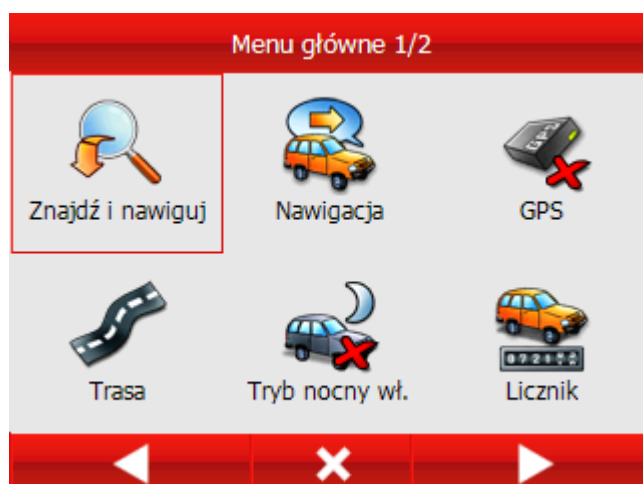 Menu główne 1/2
Znajdź i nawiguj
Nawigacja
GPS
Trasa
Tryb nocny wł.
Licznik